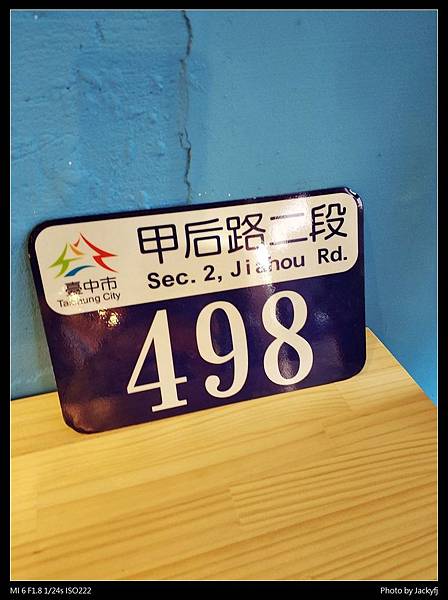 甲后路二段
Sec. 2, Jiahou Rd.
臺中市
Taichung City
498
MI 6 F1.8 1/24s ISO222
Photo by Jackyfj